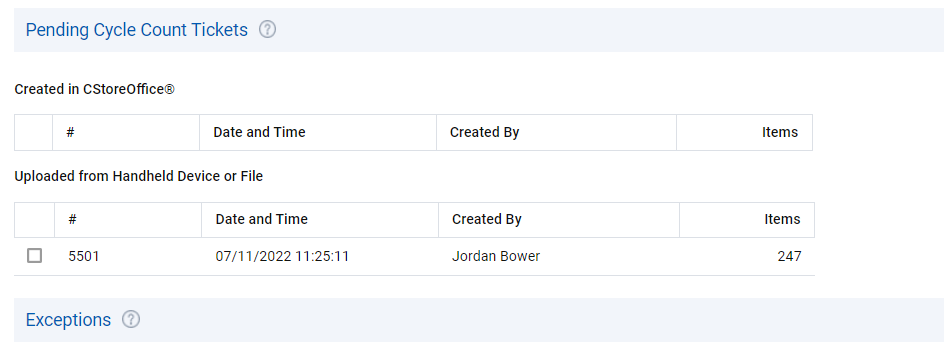 Pending Cycle Count Tickets ?
Created in CStoreOffice®
# Date and Time Created By Items
Uploaded from Handheld Device or File
# Date and Time Created By Items
5501 07/11/2022 11:25:11 Jordan Bower 247
Exceptions ?